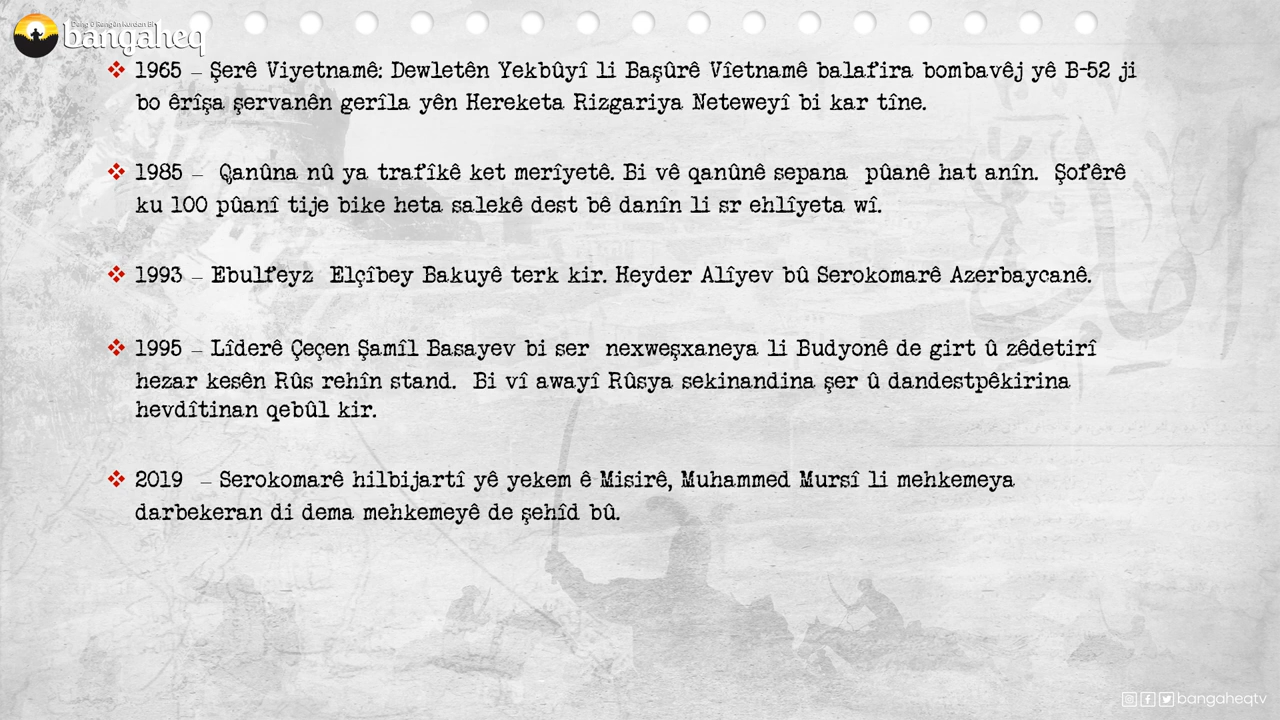 Deng û Rengên Kurdan Bi
bangaheq
❖ 1965 – Şerê Viyetnamê: Dewletên Yekbûyî li Başûrê Vîetnamê balafira bombavêj yê B-52 ji
bo êrîşa şervanên gerîla yên Hereketa Rizgariya Neteweyî bi kar tîne.
❖ 1985 – Qanûna nû ya trafîkê ket merîyetê. Bi vê qanûnê sepana pûanê hat anîn. Şofêrê
ku 100 pûanî tije bike heta salekê dest bê danîn li sr ehlîyeta wî.
❖ 1993 – Ebulfeyz Elçîbey Bakuyê terk kir. Heyder Alîyev bû Serokomarê Azerbaycanê.
❖ 1995 – Lîderê Çeçen Şamîl Basayev bi ser nexweşxaneya li Budyonê de girt û zêdetirî
hezar kesên Rûs rehîn stand. Bi vî awayî Rûsya sekinandina şer û dandestpêkirina
hevdîtinan qebûl kir.
❖ 2019 – Serokomarê hilbijartî yê yekem ê Misirê, Muhammed Mursî li mehkemeya
darbekeran di dema mehkemeyê de şehîd bû.
bangaheqtv